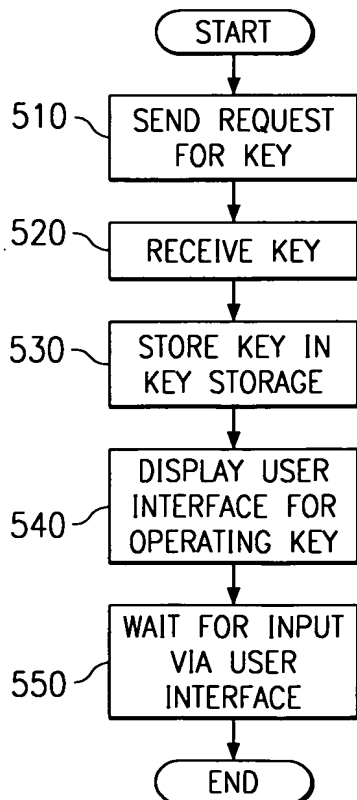 START
510
SEND REQUEST
FOR KEY
520
RECEIVE KEY
530
STORE KEY IN
KEY STORAGE
540
DISPLAY USER
INTERFACE FOR
OPERATING KEY
550
WAIT FOR INPUT
VIA USER
INTERFACE
END